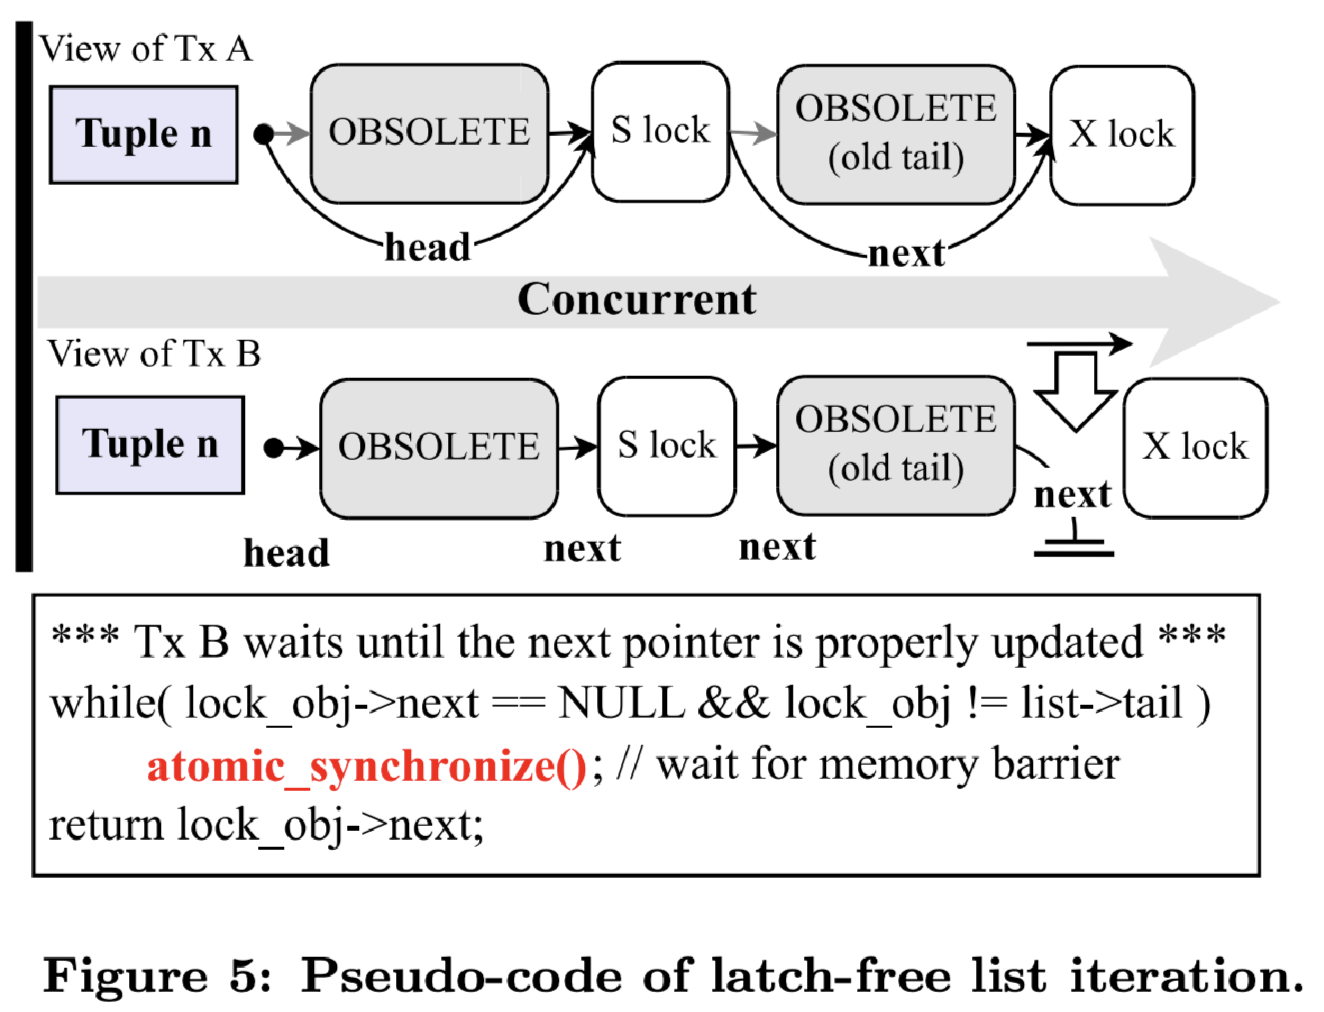 View of Tx A
Tuple n
OBSOLETE
S lock
OBSOLETE
(old tail)
X lock
head
next
Concurrent
View of Tx B
Tuple n
OBSOLETE
S lock
OBSOLETE
(old tail)
X lock
next
head
next
next
*** Tx B waits until the next pointer is properly updated ***
while( lock_obj->next == NULL && lock_obj != list->tail )
atomic_synchronize(); // wait for memory barrier
return lock_obj->next;
Figure 5: Pseudo-code of latch-free list iteration.